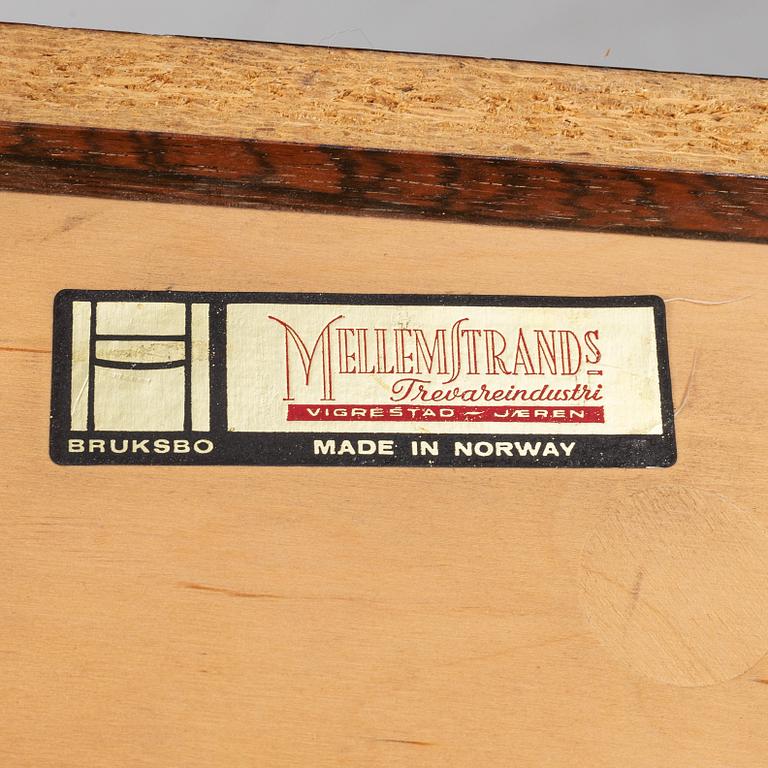 BRUKSBO
MELLEMSTRANDS
Trevareindustri
VIGRESTAD - JÆREN
MADE IN NORWAY